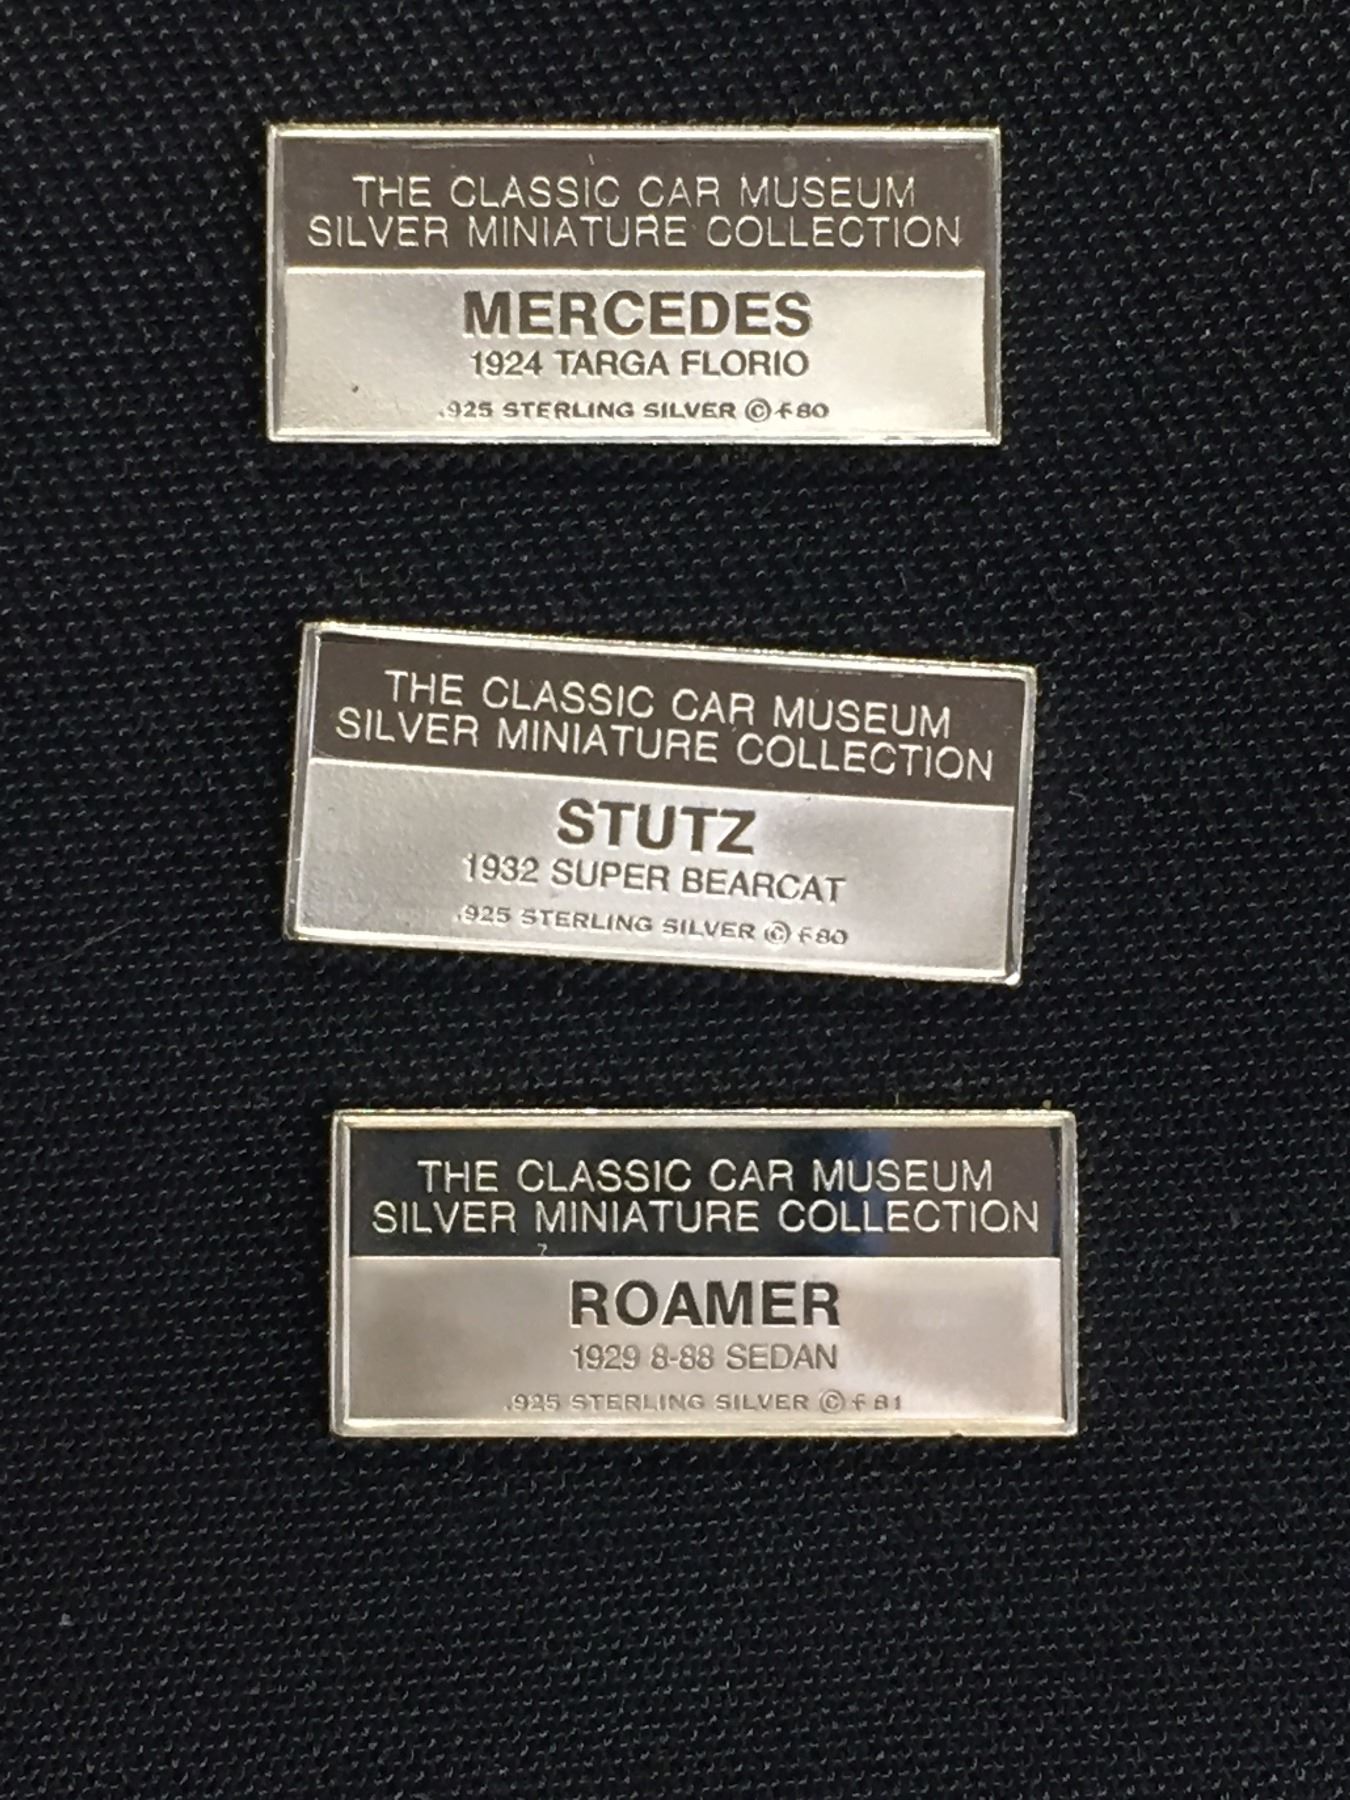 THE CLASSIC CAR MUSEUM
SILVER MINIATURE COLLECTION
MERCEDES
1924 TARGA FLORIO
.925 STERLING SILVER © f 80
THE CLASSIC CAR MUSEUM
SILVER MINIATURE COLLECTION
STUTZ
1932 SUPER BEARCAT
.925 STERLING SILVER © f 80
THE CLASSIC CAR MUSEUM
SILVER MINIATURE COLLECTION
ROAMER
1929 8-88 SEDAN
.925 STERLING SILVER © f 81